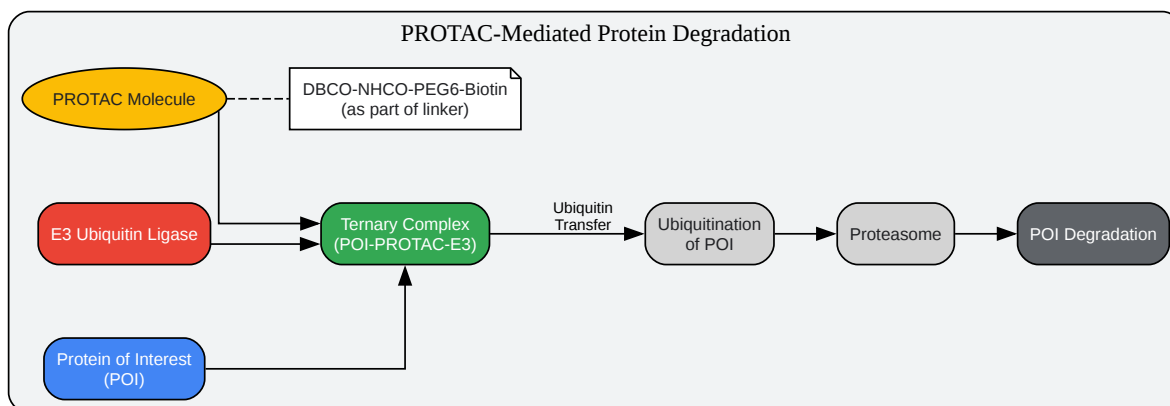 PROTAC-Mediated Protein Degradation
PROTAC Molecule
DBCO-NHCO-PEG6-Biotin
(as part of linker)
E3 Ubiquitin Ligase
Ternary Complex
(POI-PROTAC-E3)
Ubiquitin
Transfer
Ubiquitination
of POI
Proteasome
POI Degradation
Protein of Interest
(POI)